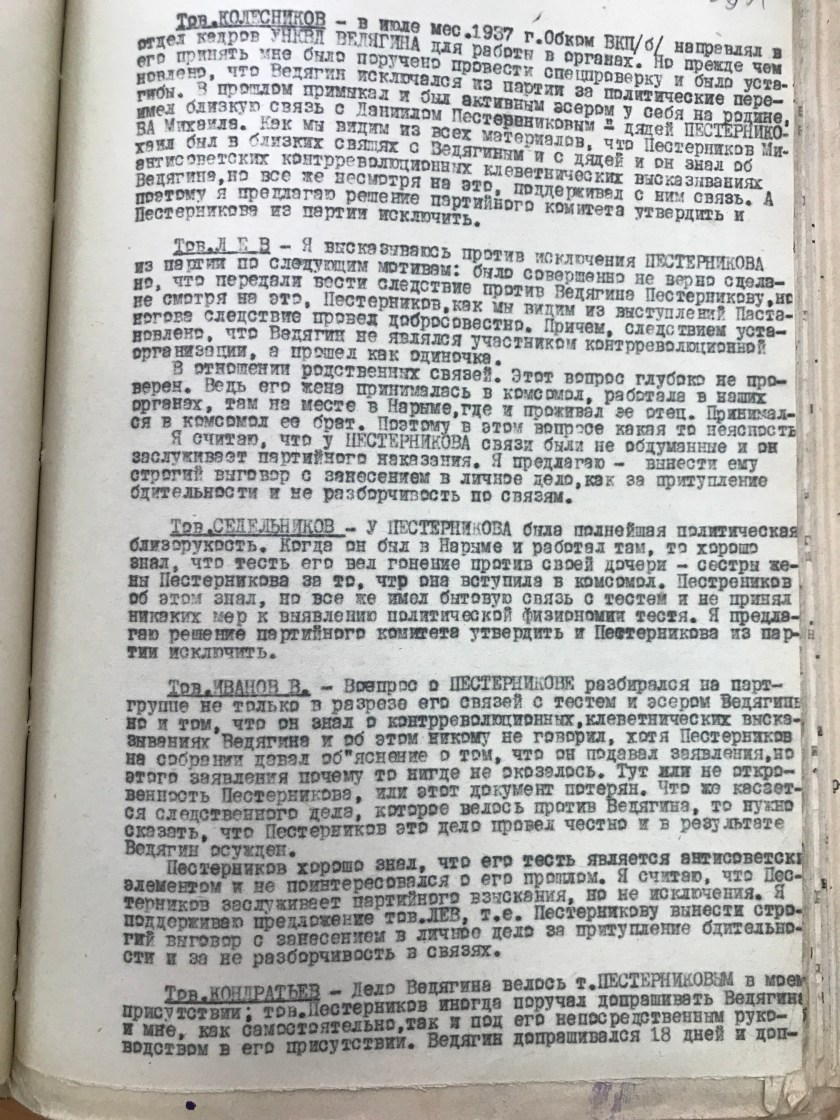 Тов.КОЛЕСНИКОВ - в июле мес.1937 г.Обком ВКП/б/ направлял в
отдел кадров УНКВД ВЕДЯГИНА для работы в органах. Но прежде чем
его принять мне было поручено провести спецпроверку и было уста-
новлено, что Ведягин исключался из партии за политические пере-
гибы. В прошлом примыкал и был активным эсером у себя на родине,
имел близкую связь с Даниилом Пестерениковым - дядей ПЕСТЕРНИКО-
ВА Михаила. Как мы видим из всех материалов, что Пестерников Ми-
хаил был в близких свящях с Ведягиным и с дядей и он знал об
антисоветских контрреволюционных клеветнических высказываниях
Ведягина,но все же несмотря на это, поддерживал с ним связь. А
поэтому я предлагаю решение партийного комитета утвердить и
Пестерникова из партии исключить.
Тов.Л Е В - Я высказываюсь против исключения ПЕСТЕРНИКОВА
из партии по следующим мотивам: было совершенно не верно сдела-
но, что передали вести следствие против Ведягина Пестерникову,но
не смотря на это, Пестерников,как мы видим из выступлений Паста-
ногова следствие провел добросовестно. Причем, следствием уста-
новлено, что Ведягин не являлся участником контрреволюционной
организации, а прошел как одиночка.
В отношении родственных связей. Этот вопрос глубоко не про-
верен. Ведь его жена принималась в комсомол, работала в наших
органах, там на месте в Нарыме,где и проживал ее отец. Принимал-
ся в комсомол ее брат. Поэтому в этом вопросе какая то неясность
Я считаю, что у ПЕСТЕРНИКОВА связи были не обдуманные и он
заслуживает партийного наказания. Я предлагаю - вынести ему
строгий выговор с занесением в личное дело,как за притупление
бдительности и не разборчивость по связям.
Тов.СЕДЕЛЬНИКОВ - У ПЕСТЕРНИКОВА была полнейшая политическая
близорукость. Когда он был в Нарыме и работал там, то хорошо
знал, что тесть его вел гонение против своей дочери - сестры же-
ны Пестерникова за то, что она вступила в комсомол. Пестреников
об этом знал, но все же имел бытовую связь с тестем и не принял
никаких мер к выявлению политической физиономии тестя. Я предла-
гаю решение партийного комитета утвердить и Пестерникова из пар-
тии исключить.
Тов.ИВАНОВ В. - Воепрос о ПЕСТЕРНИКОВЕ разбирался на парт-
группе не только в разрезе его связей с тестем и эсером Ведягины
но и том, что он знал о контрреволюционных,клеветнических выска-
зываниях Ведягина и об этом никому не говорил, хотя Пестерников
на собрании давал об"яснение о том, что он подавал заявления,но
этого заявления почему то нигде не оказалось. Тут или не откро-
венность Пестерникова, или этот документ потерян. Что же касает-
ся следственного дела, которое велось против Ведягина, то нужно
сказать, что Пестерников это дело провел честно и в результате
Ведягин осужден.
Пестерников хорошо знал, что его тесть является антисоветски
элементом и не поинтересовался о его прошлом. Я считаю, что Пес-
терников заслуживает партийного взыскания, но не исключения. Я
поддерживаю предложение тов.ЛЕВ, т.е. Пестерникову вынести стро-
гий выговор с занесением в личное дело за притупление бдительно-
сти и за не разборчивость в связях.
Тов.КОНДРАТЬЕВ - Дело Ведягина велось т.ПЕСТЕРНИКОВЫМ в моем
присутствии; тов.Пестерников иногда поручал допрашивать Ведягина
и мне, как самостоятельно,так и под его непосредственным руко-
водством в его присутствии. Ведягин допрашивался 18 дней и доп-